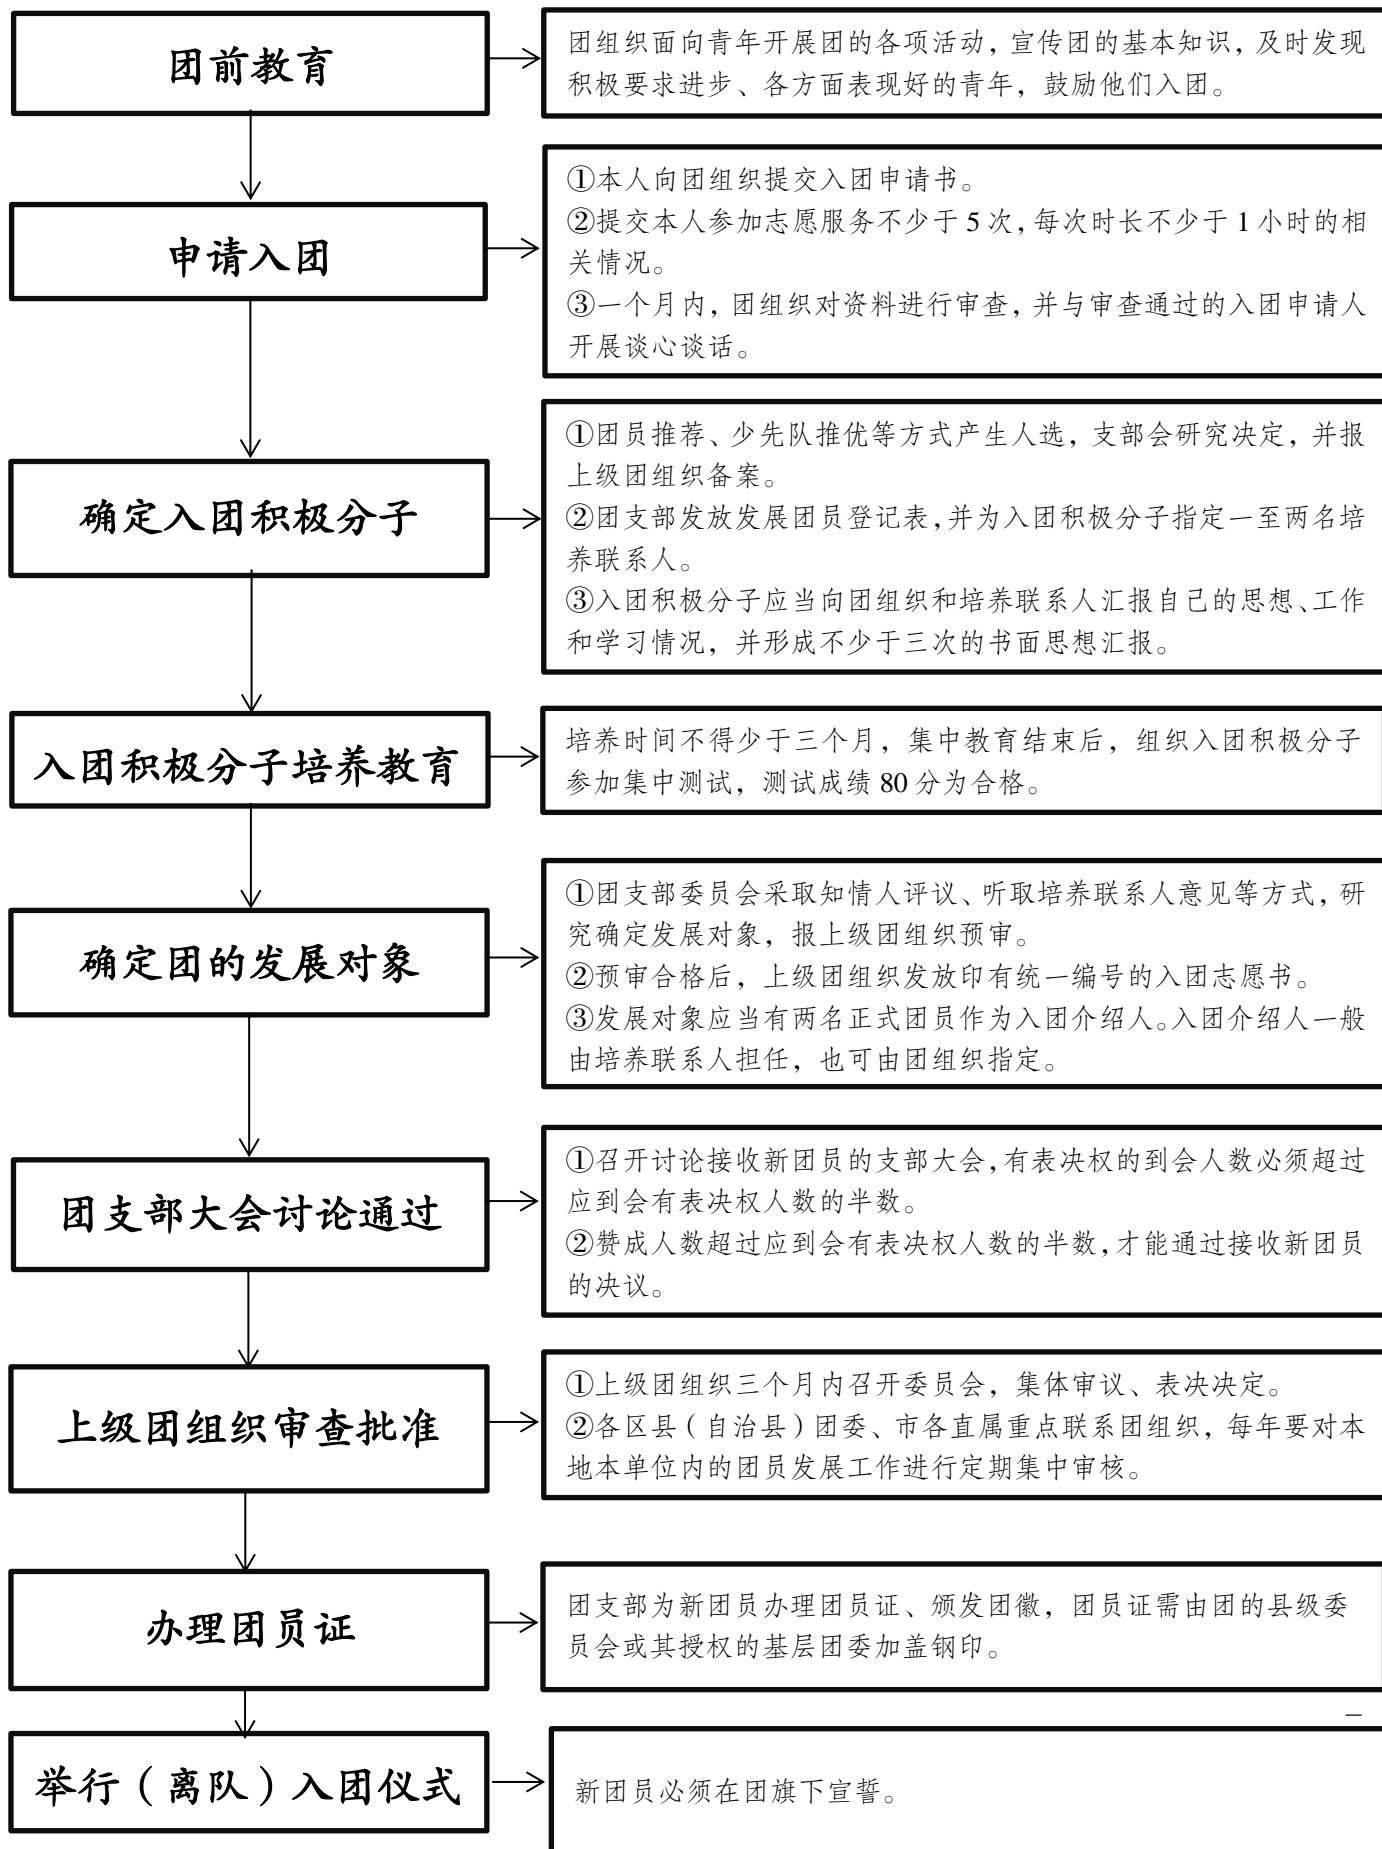 团前教育
团组织面向青年开展团的各项活动，宣传团的基本知识，及时发现
积极要求进步、各方面表现好的青年，鼓励他们入团。
申请入团
①本人向团组织提交入团申请书。
②提交本人参加志愿服务不少于 5 次，每次时长不少于 1 小时的相
关情况。
③一个月内，团组织对资料进行审查，并与审查通过的入团申请人
开展谈心谈话。
确定入团积极分子
①团员推荐、少先队推优等方式产生人选，支部会研究决定，并报
上级团组织备案。
②团支部发放发展团员登记表，并为入团积极分子指定一至两名培
养联系人。
③入团积极分子应当向团组织和培养联系人汇报自己的思想、工作
和学习情况，并形成不少于三次的书面思想汇报。
入团积极分子培养教育
培养时间不得少于三个月，集中教育结束后，组织入团积极分子
参加集中测试，测试成绩 80 分为合格。
确定团的发展对象
①团支部委员会采取知情人评议、听取培养联系人意见等方式，研
究确定发展对象，报上级团组织预审。
②预审合格后，上级团组织发放印有统一编号的入团志愿书。
③发展对象应当有两名正式团员作为入团介绍人。入团介绍人一般
由培养联系人担任，也可由团组织指定。
团支部大会讨论通过
①召开讨论接收新团员的支部大会，有表决权的到会人数必须超过
应到会有表决权人数的半数。
②赞成人数超过应到会有表决权人数的半数，才能通过接收新团员
的决议。
上级团组织审查批准
①上级团组织三个月内召开委员会，集体审议、表决决定。
②各区县（自治县）团委、市各直属重点联系团组织，每年要对本
地本单位内的团员发展工作进行定期集中审核。
办理团员证
团支部为新团员办理团员证、颁发团徽，团员证需由团的县级委
员会或其授权的基层团委加盖钢印。
—
举行（离队）入团仪式
新团员必须在团旗下宣誓。